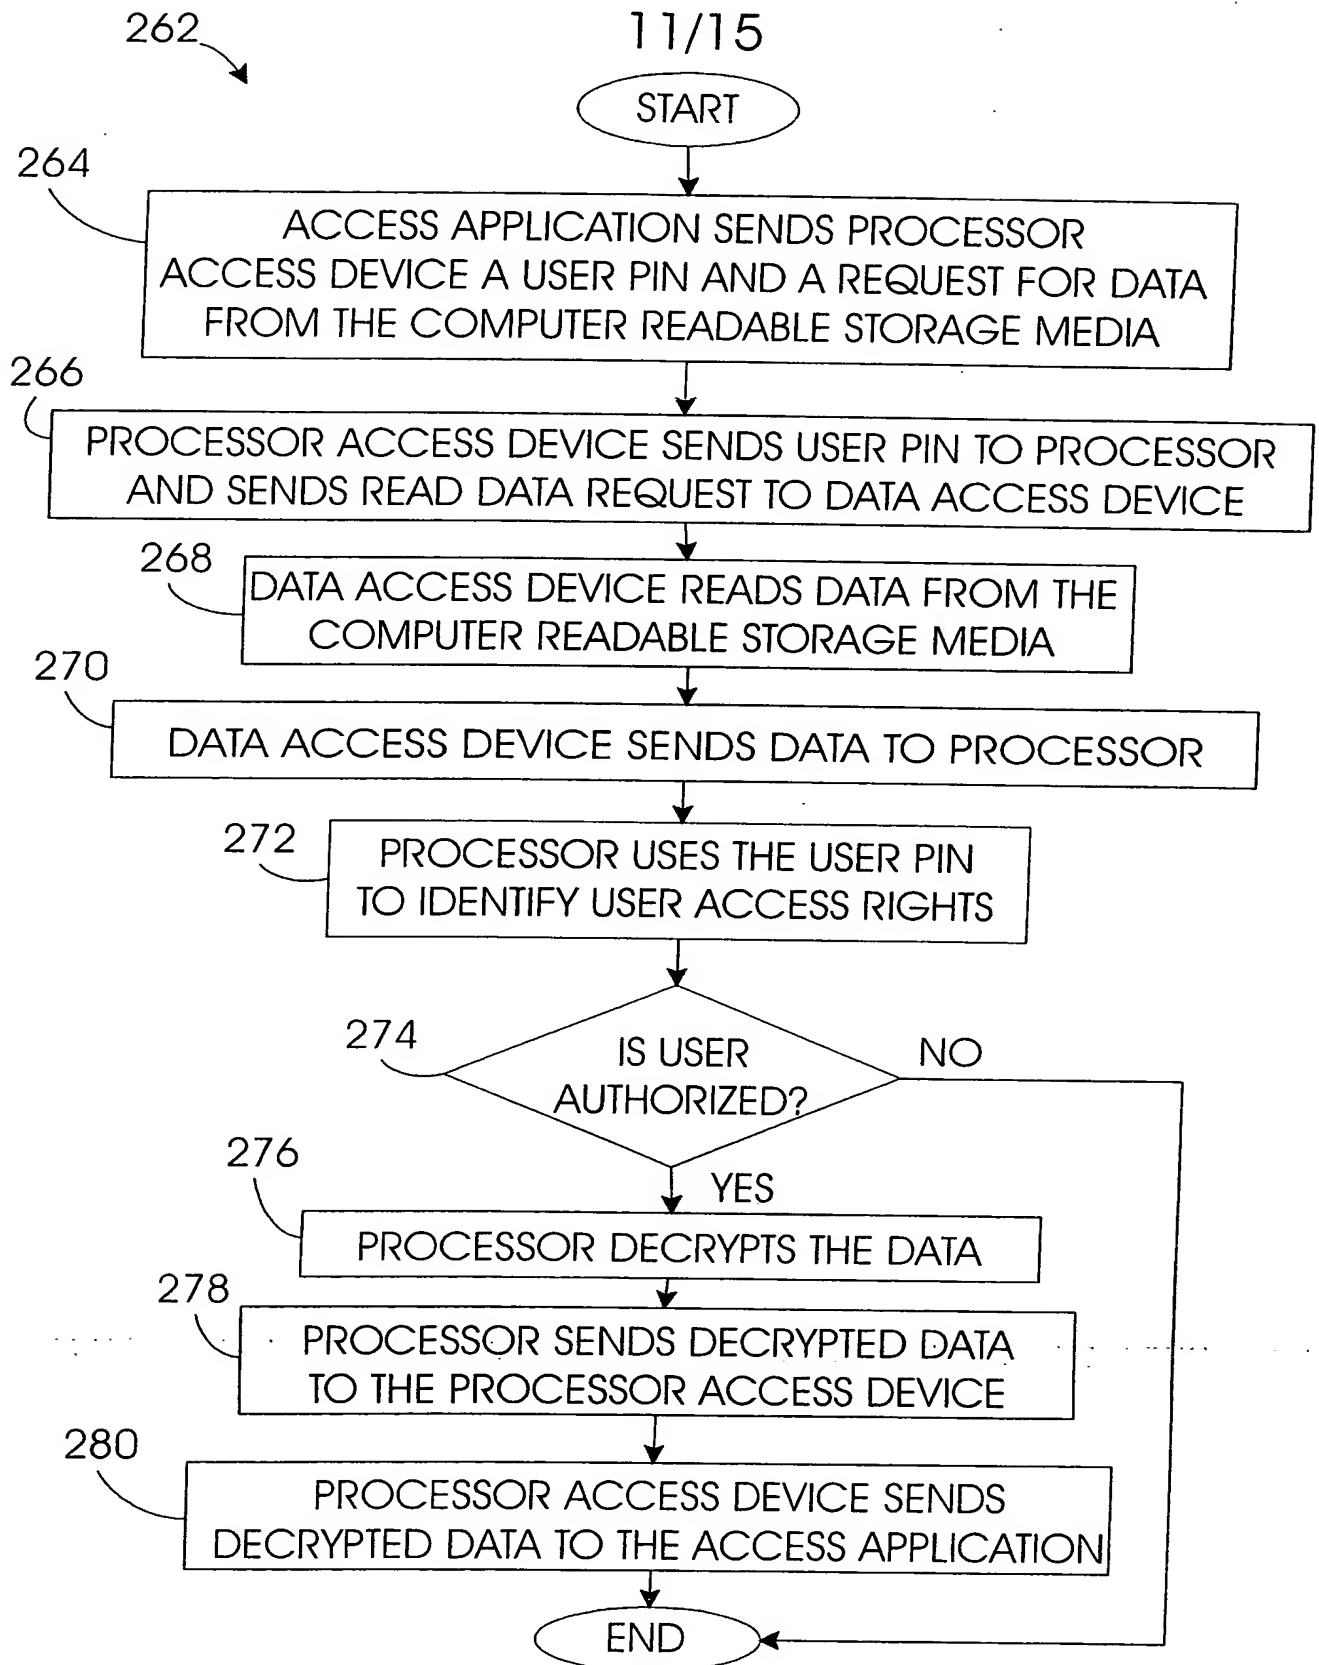 262
11/15
START
264
ACCESS APPLICATION SENDS PROCESSOR
ACCESS DEVICE A USER PIN AND A REQUEST FOR DATA
FROM THE COMPUTER READABLE STORAGE MEDIA
266
PROCESSOR ACCESS DEVICE SENDS USER PIN TO PROCESSOR
AND SENDS READ DATA REQUEST TO DATA ACCESS DEVICE
268
DATA ACCESS DEVICE READS DATA FROM THE
COMPUTER READABLE STORAGE MEDIA
270
DATA ACCESS DEVICE SENDS DATA TO PROCESSOR
272
PROCESSOR USES THE USER PIN
TO IDENTIFY USER ACCESS RIGHTS
274
IS USER
AUTHORIZED?
NO
276
YES
PROCESSOR DECRYPTS THE DATA
278
PROCESSOR SENDS DECRYPTED DATA
TO THE PROCESSOR ACCESS DEVICE
280
PROCESSOR ACCESS DEVICE SENDS
DECRYPTED DATA TO THE ACCESS APPLICATION
END